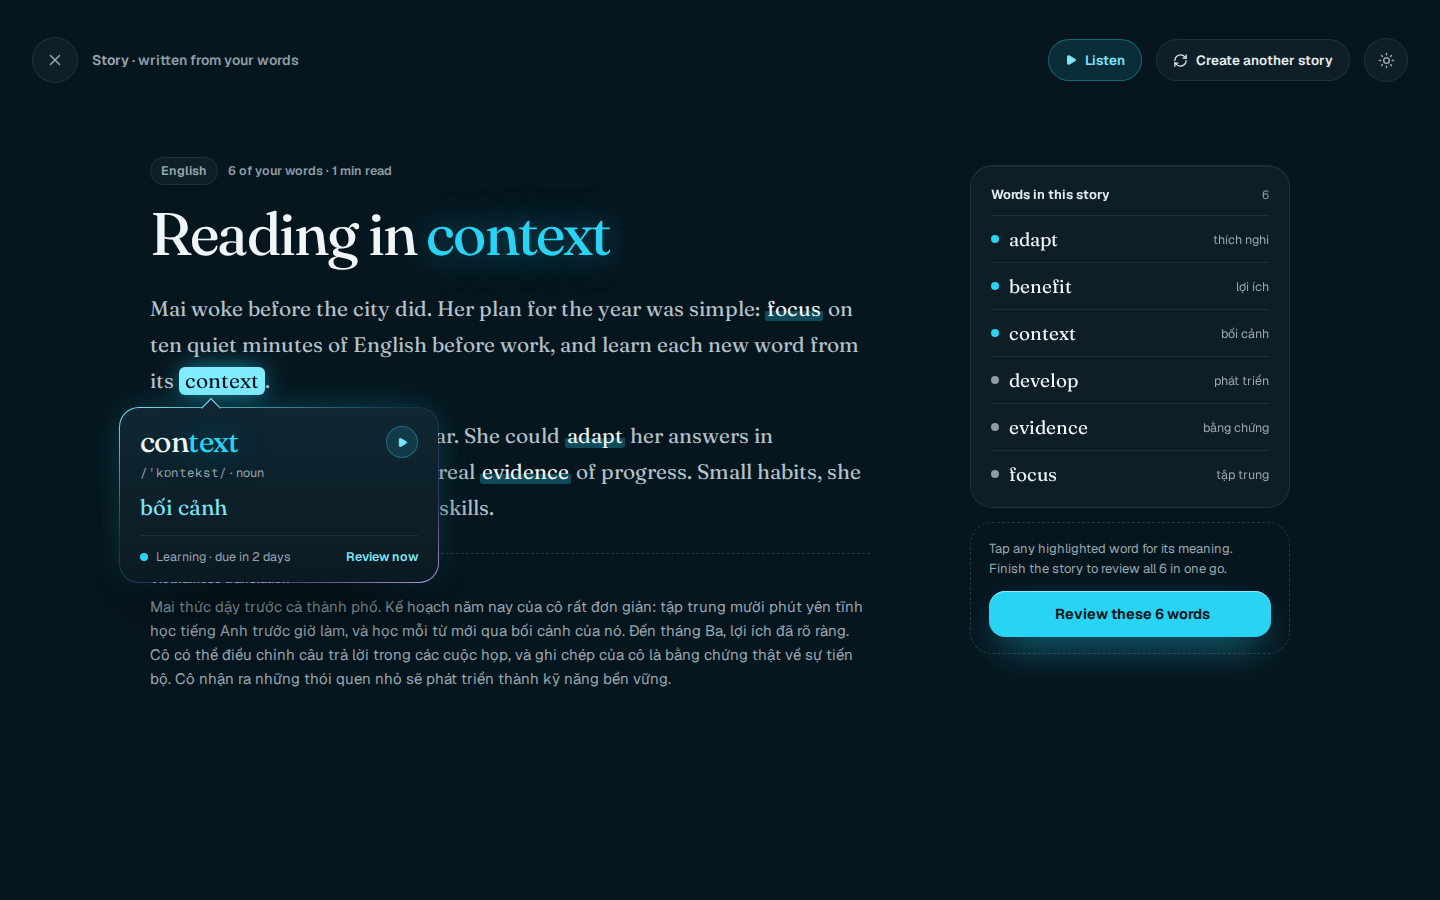 Story · written from your words
Listen
Create another story
English
6 of your words · 1 min read
Reading in context
Mai woke before the city did. Her plan for the year was simple: focus on
ten quiet minutes of English before work, and learn each new word from
its context.
ar. She could adapt her answers in
real evidence of progress. Small habits, she
skills.
context
/ˈkɒntekst/ · noun
bối cảnh
Learning · due in 2 days
Review now
Mai thức dậy trước cả thành phố. Kế hoạch năm nay của cô rất đơn giản: tập trung mười phút yên tĩnh
học tiếng Anh trước giờ làm, và học mỗi từ mới qua bối cảnh của nó. Đến tháng Ba, lợi ích đã rõ ràng.
Cô có thể điều chỉnh câu trả lời trong các cuộc họp, và ghi chép của cô là bằng chứng thật về sự tiến
bộ. Cô nhận ra những thói quen nhỏ sẽ phát triển thành kỹ năng bền vững.
Words in this story
6
adapt
thích nghi
benefit
lợi ích
context
bối cảnh
develop
phát triển
evidence
bằng chứng
focus
tập trung
Tap any highlighted word for its meaning.
Finish the story to review all 6 in one go.
Review these 6 words